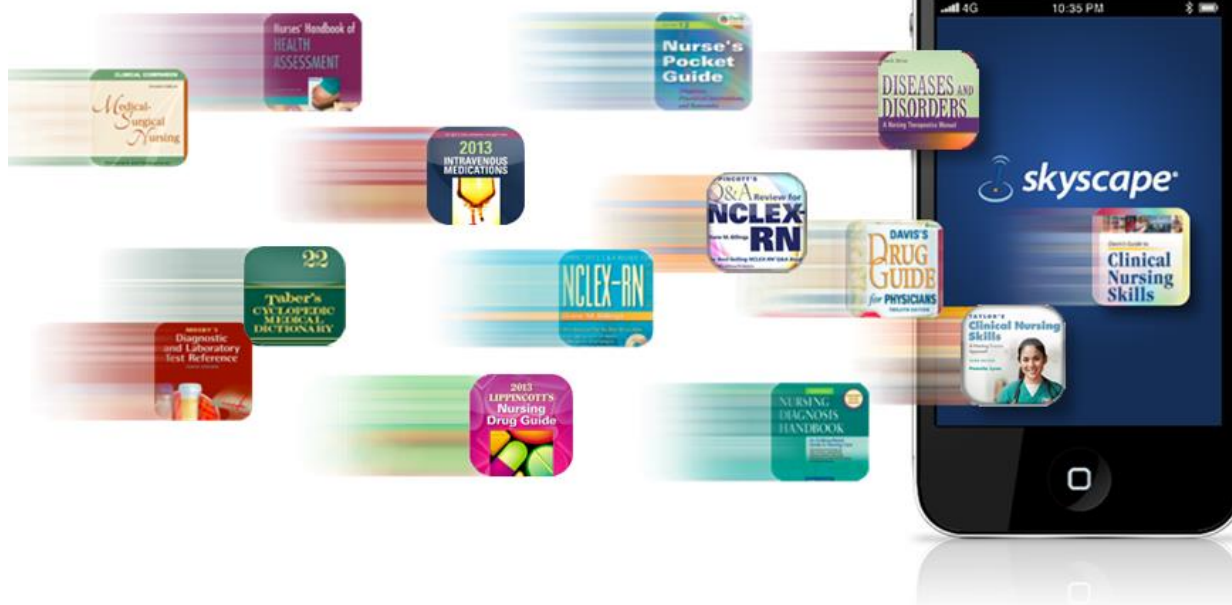 4G 10:35 PM
Nurses' Handbook of
HEALTH
ASSESSMENT
Nurse's
Pocket
Guide
DISEASES AND
DISORDERS
A Nursing Therapeutics Manual
CLINICAL COMPANION
Medical-
Surgical
Nursing
2013
INTRAVENOUS
MEDICATIONS
skyscape
Q&A Review for
NCLEX-
RN
DAVIS'S
DRUG
GUIDE
for PHYSICIANS
Clinical
Nursing
Skills
22
Taber's
CYCLOPEDIC
MEDICAL
DICTIONARY
NCLEX-RN
TAYLOR'S
Clinical Nursing
Skills
MOSBY'S
Diagnostic
and Laboratory
Test Reference
2013
LIPPINCOTT'S
Nursing
Drug Guide
NURSING
DIAGNOSIS
HANDBOOK